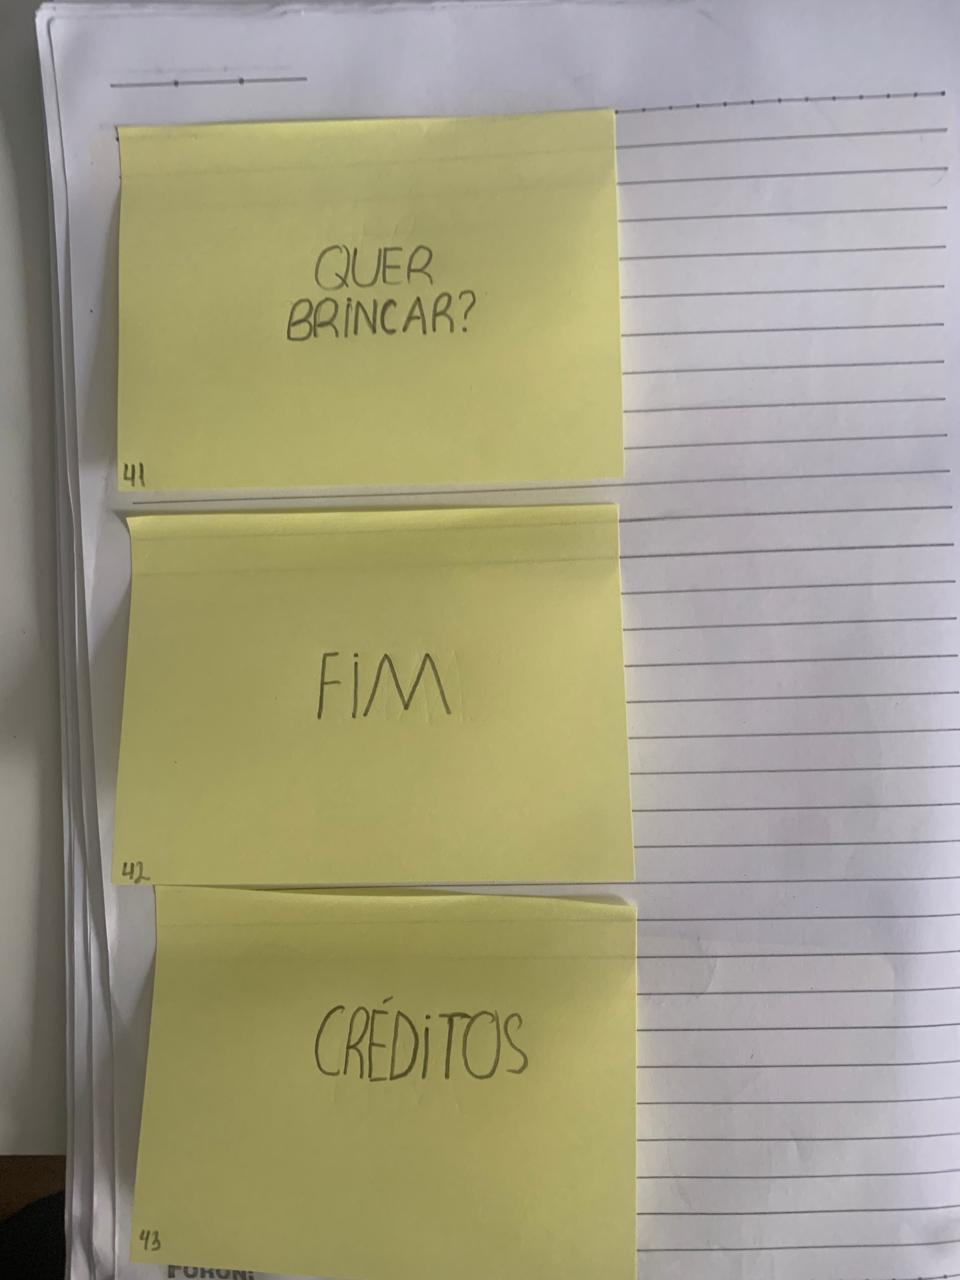 QUER
BRINCAR?
41
FIM
42
CRÉDITOS
43